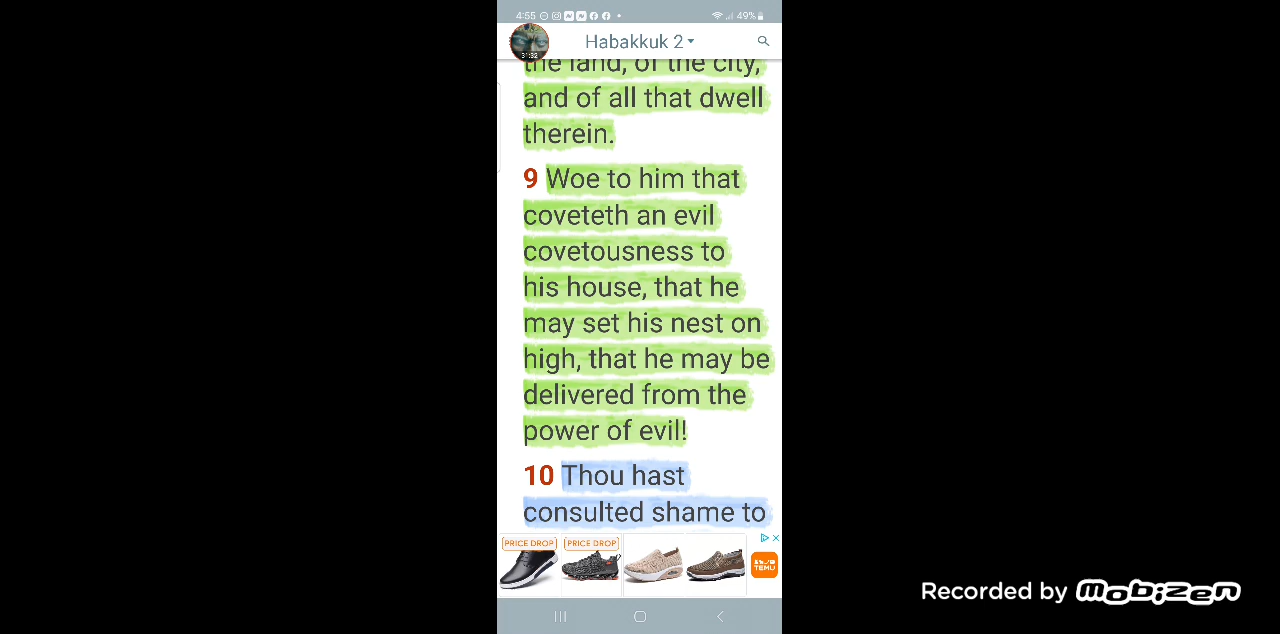 4:55
49%
31:32
Habakkuk 2
the land, of the city,
and of all that dwell
therein.
9 Woe to him that
coveteth an evil
covetousness to
his house, that he
may set his nest on
high, that he may be
delivered from the
power of evil!
10 Thou hast
consulted shame to
PRICE DROP PRICE DROP
TEMU
Recorded by mobizen